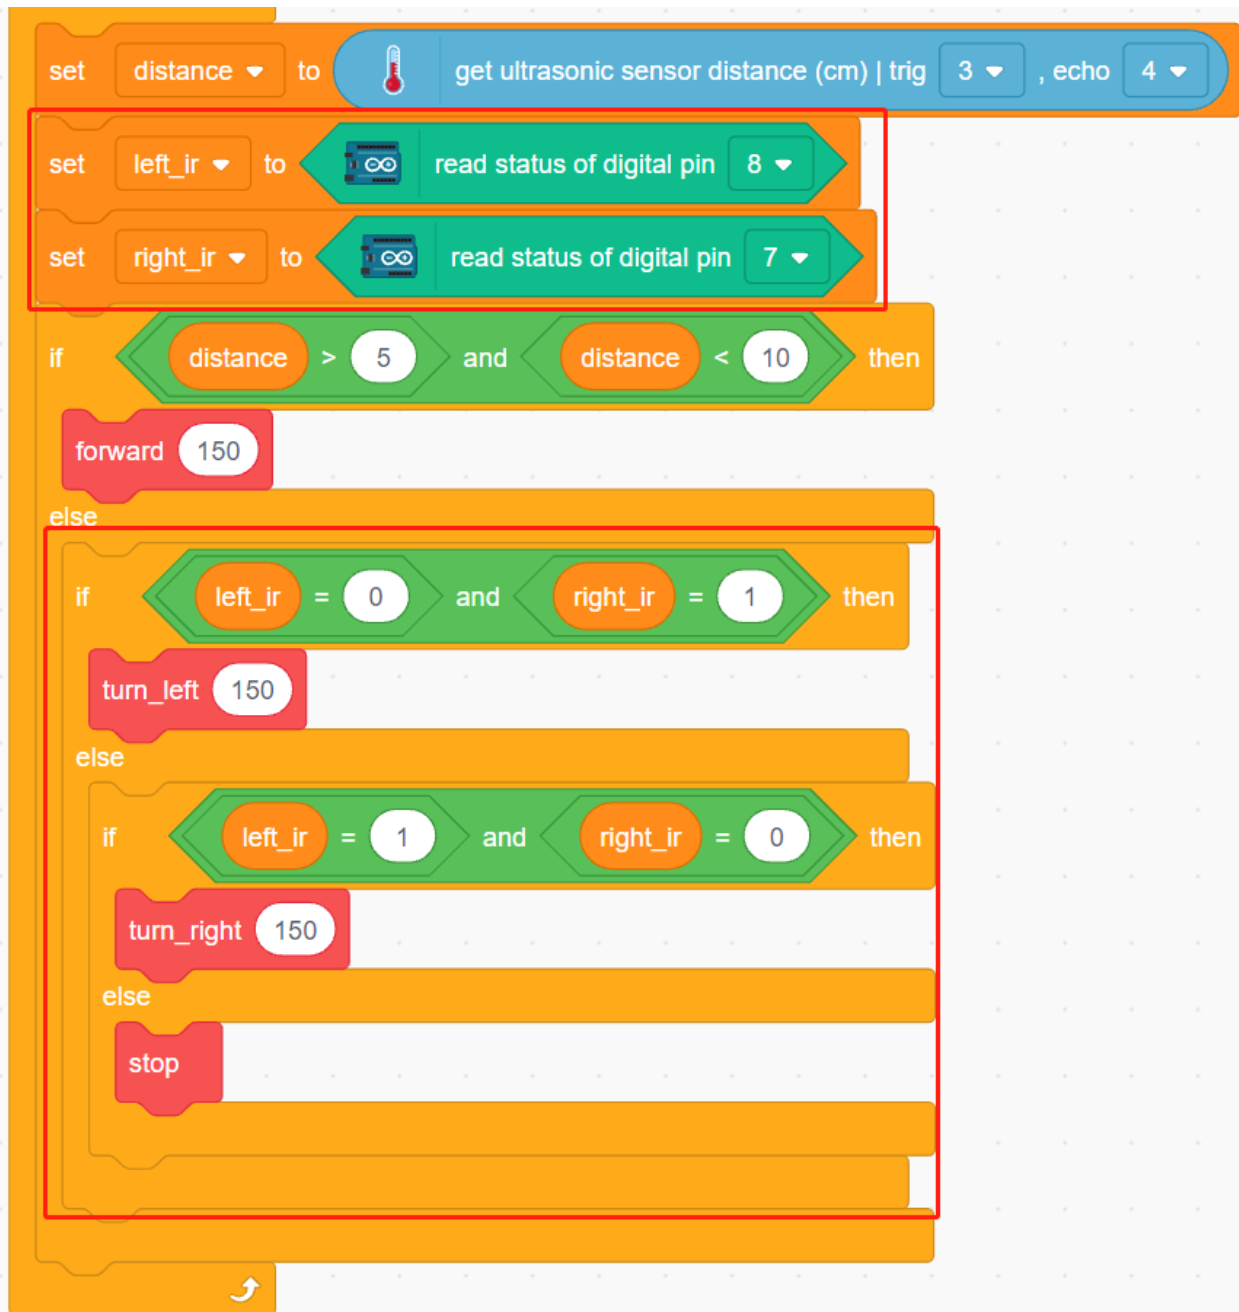 set distance to get ultrasonic sensor distance (cm) | trig 3 , echo 4
set left_ir to read status of digital pin 8
set right_ir to read status of digital pin 7
if distance > 5 and distance < 10 then
forward 150
else
if left_ir = 0 and right_ir = 1 then
turn_left 150
else
if left_ir = 1 and right_ir = 0 then
turn_right 150
else
stop